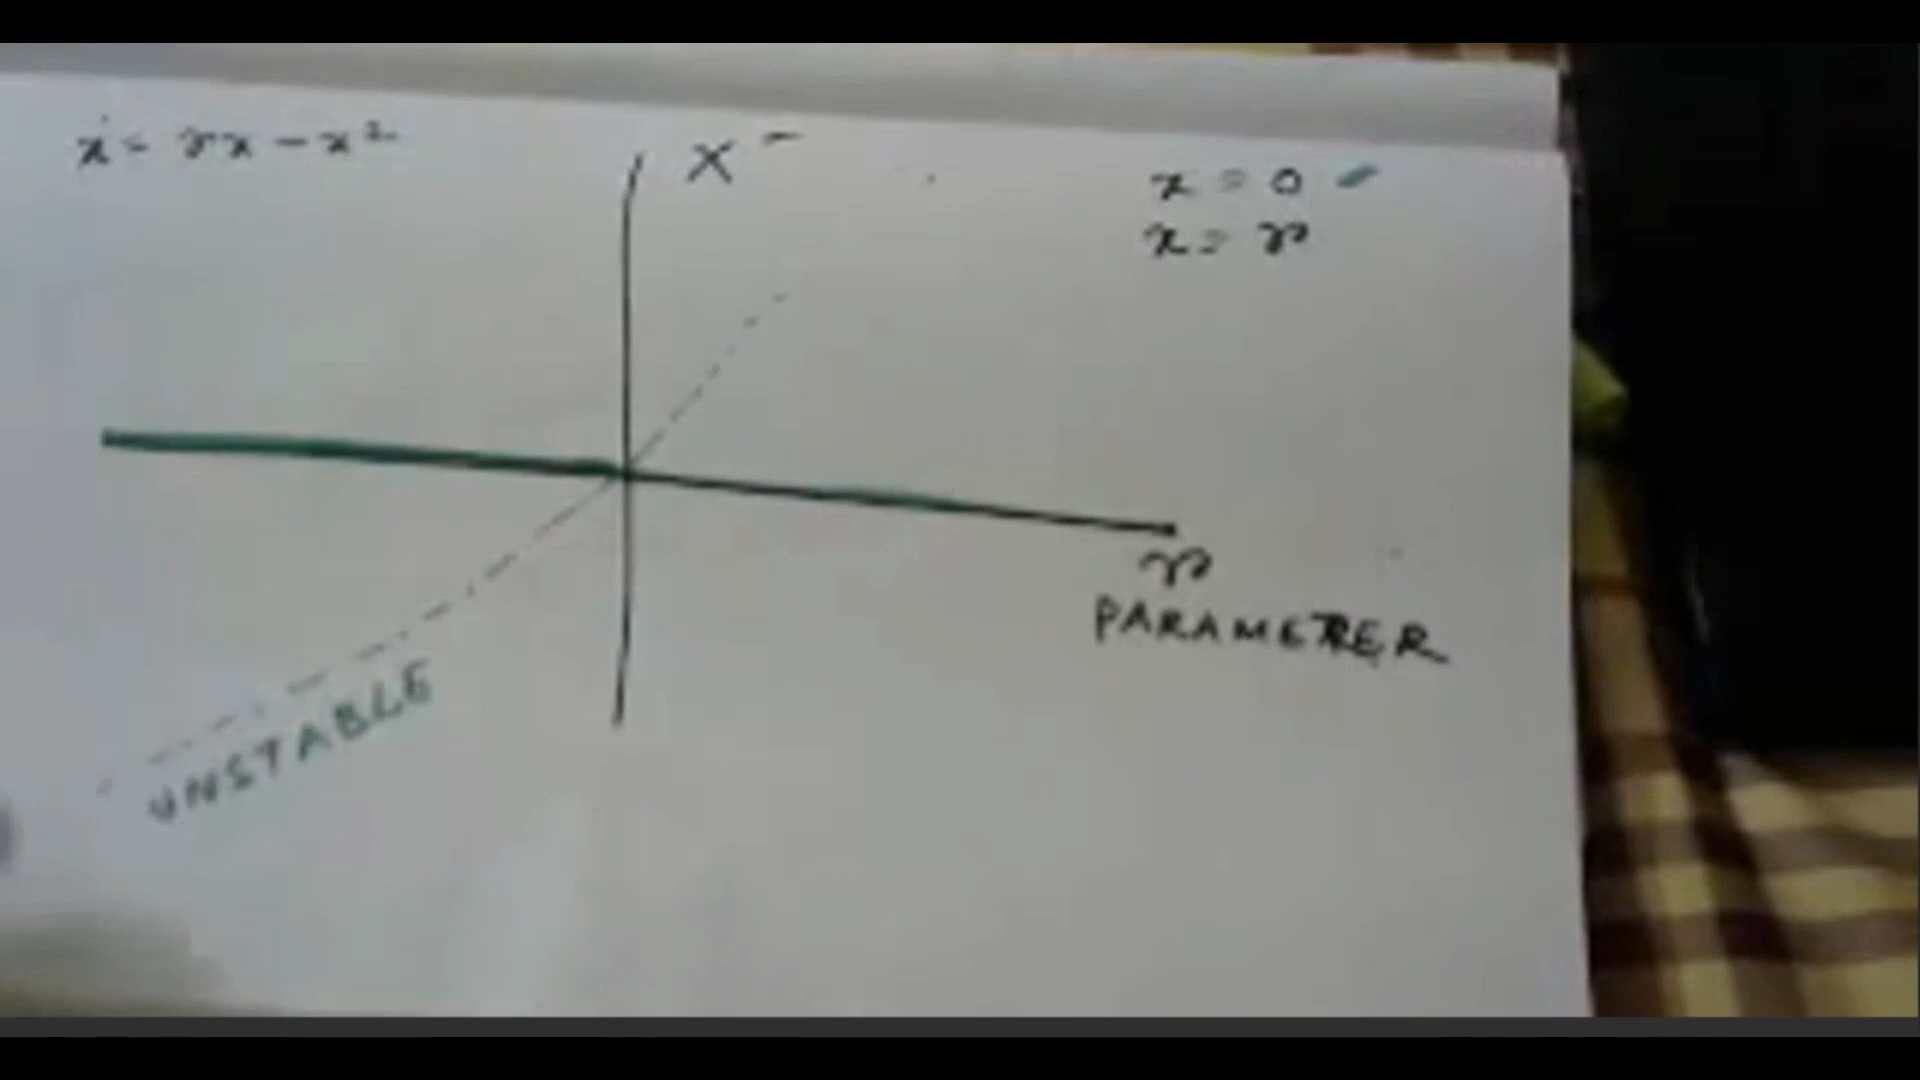 ẋ = rx - x²
X
x = 0
x = r
r
PARAMETER
UNSTABLE